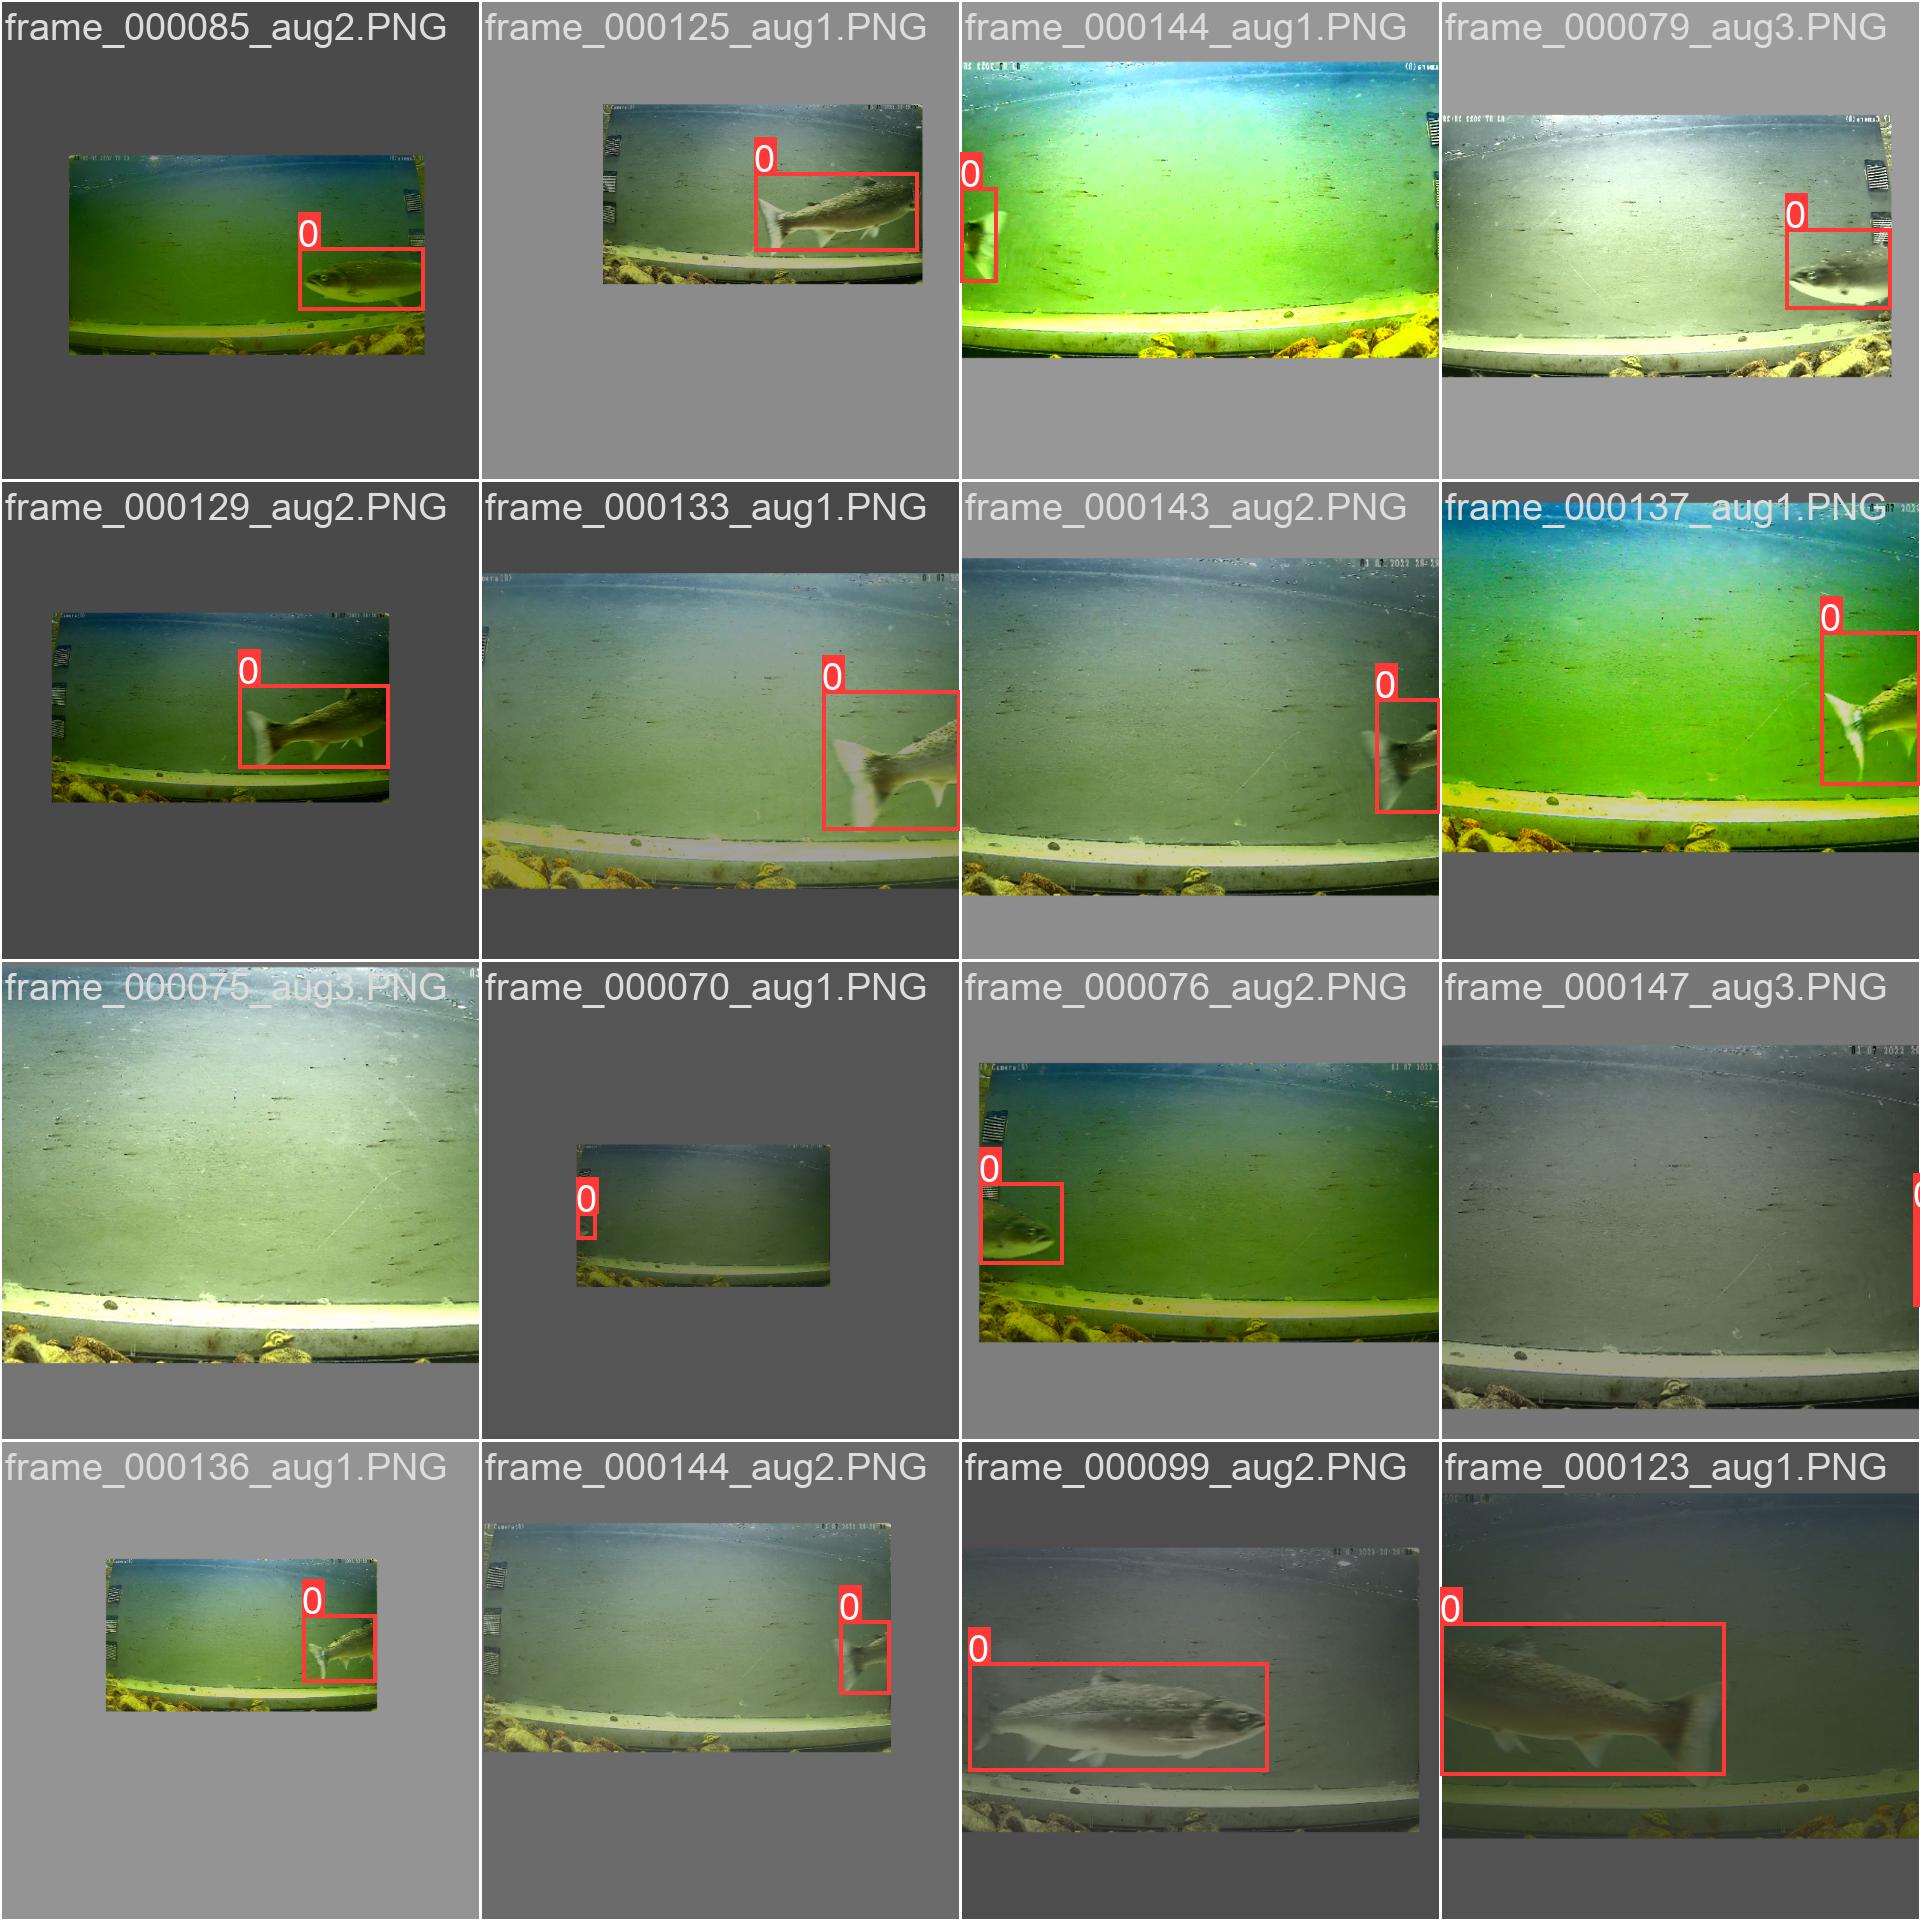 frame_000085_aug2.PNG
frame_000125_aug1.PNG
frame_000144_aug1.PNG
frame_000079_aug3.PNG
0
0
0
0
frame_000129_aug2.PNG
frame_000133_aug1.PNG
frame_000143_aug2.PNG
frame_000137_aug1.PNG
0
0
0
0
frame_000075_aug3.PNG
frame_000070_aug1.PNG
frame_000076_aug2.PNG
frame_000147_aug3.PNG
0
0
frame_000136_aug1.PNG
frame_000144_aug2.PNG
frame_000099_aug2.PNG
frame_000123_aug1.PNG
0
0
0
0